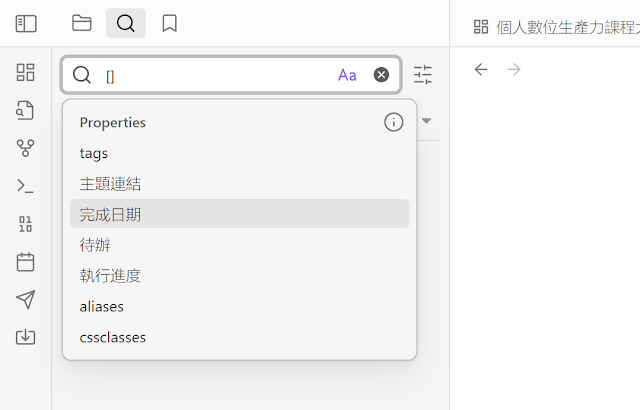 個人數位生產力課程
[]
Aa
Properties
tags
主題連結
完成日期
待辦
執行進度
aliases
cssclasses